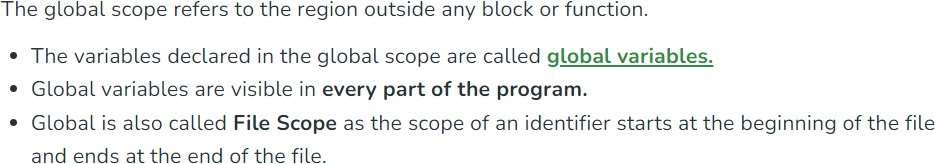 The global scope refers to the region outside any block or function.
• The variables declared in the global scope are called global variables.
• Global variables are visible in every part of the program.
• Global is also called File Scope as the scope of an identifier starts at the beginning of the file
and ends at the end of the file.